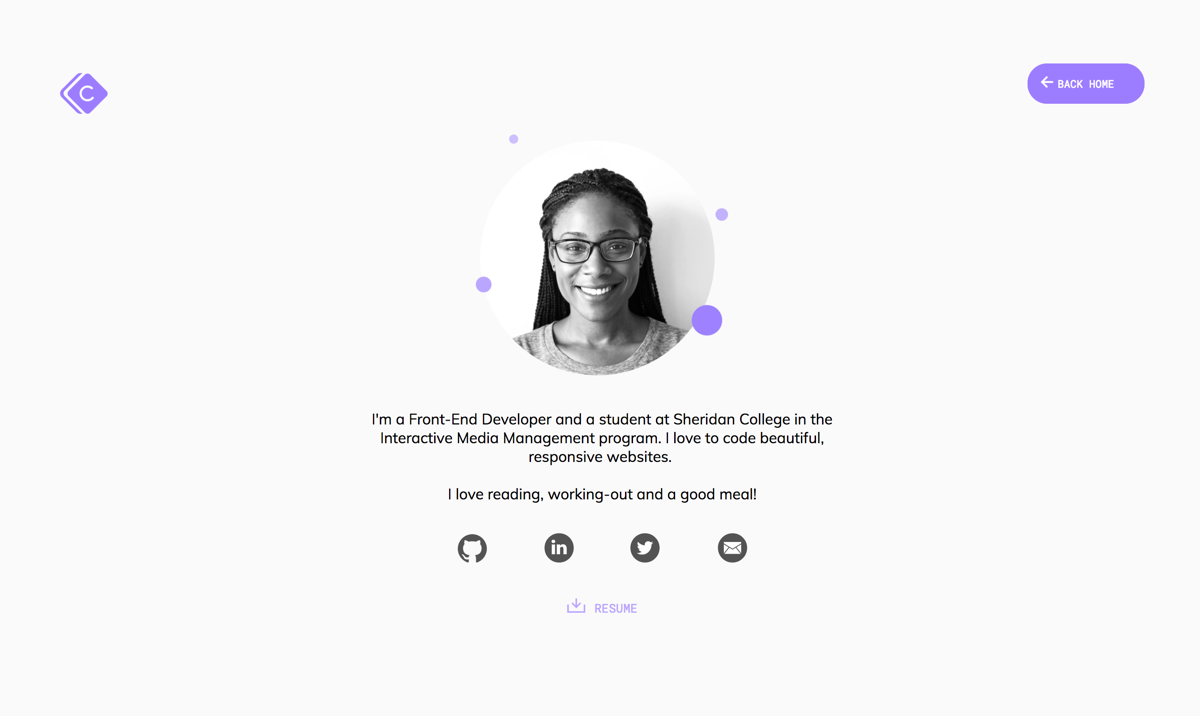 C
BACK HOME
I'm a Front-End Developer and a student at Sheridan College in the
Interactive Media Management program. I love to code beautiful,
responsive websites.
I love reading, working-out and a good meal!
in
RESUME